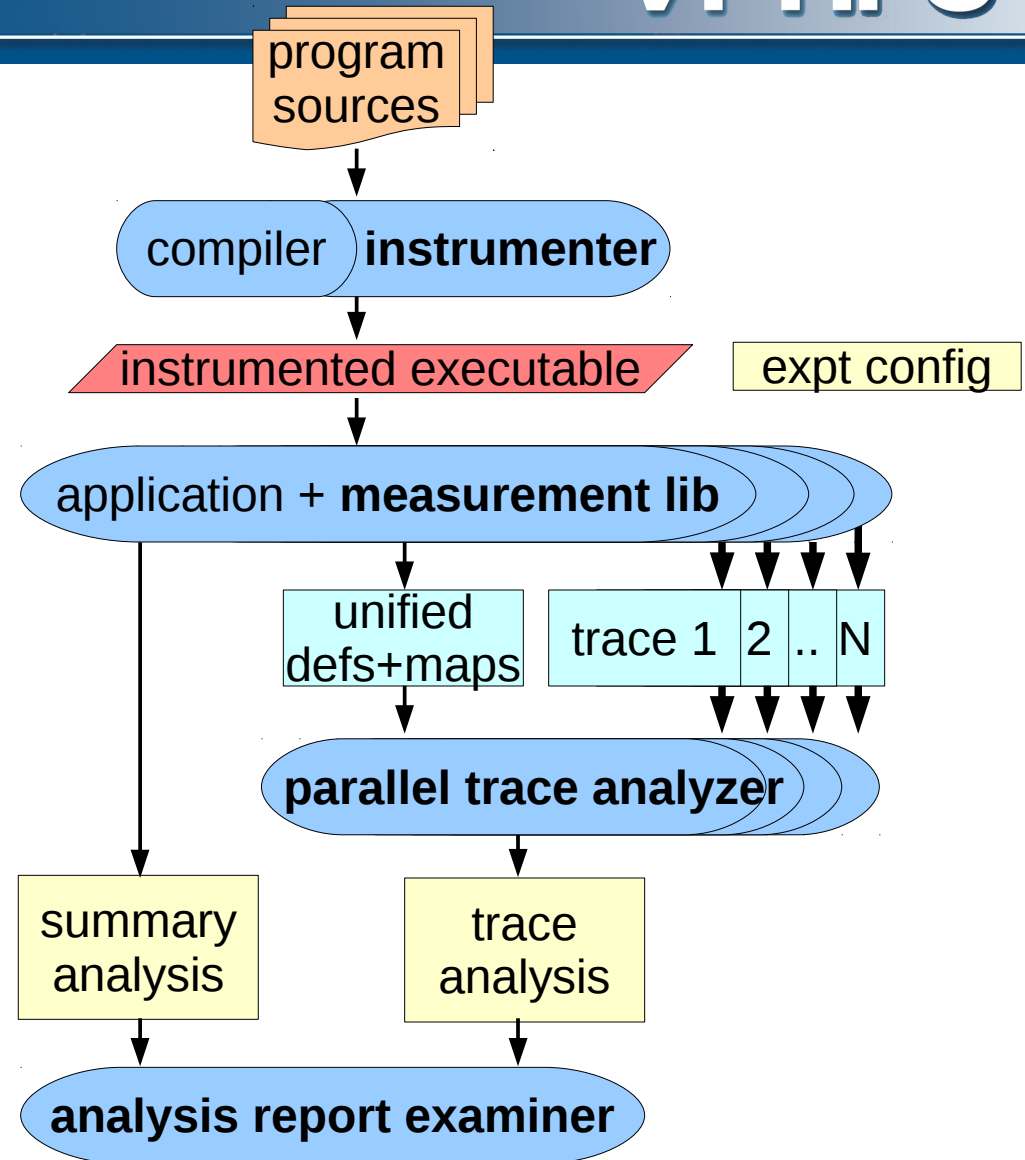 program
sources
compiler instrumenter
instrumented executable
expt config
application + measurement lib
unified
defs+maps
trace 1 2 .. N
parallel trace analyzer
summary
analysis
trace
analysis
analysis report examiner